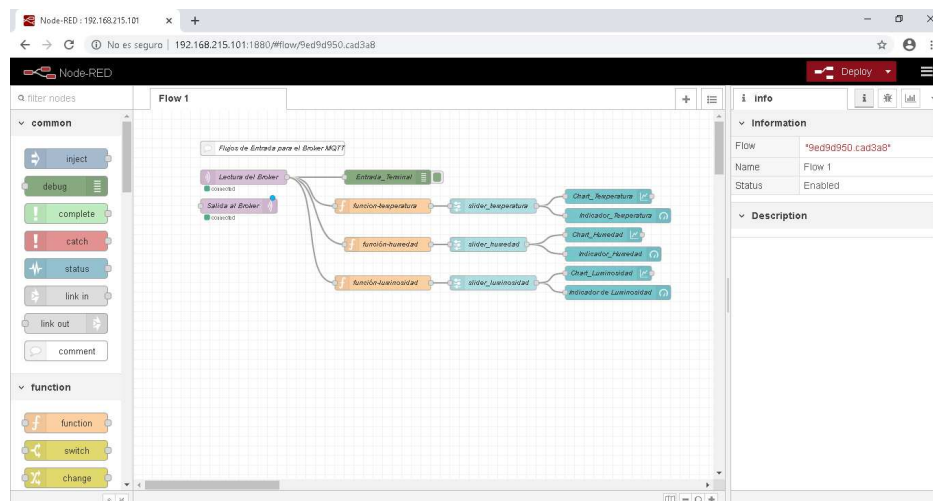 Node-RED : 192.168.215.101
No es seguro | 192.168.215.101:1880/#flow/9ed9d950.cad3a8
Node-RED
Deploy
filter nodes
Flow 1
info
common
inject
debug
complete
catch
status
link in
link out
comment
function
function
switch
change
Flujos de Entrada para el Broker MQTT
Lectura del Broker
connected
Salida al Broker
connected
Entrada_Terminal
funcion-temperatura
slider_temperatura
Chart_Temperatura
Indicador_Temperatura
función-humedad
slider_humedad
Chart_Humedad
Indicador_Humedad
función-luminosidad
slider_luminosidad
Chart_Luminosidad
Indicador de Luminosidad
Information
Flow "9ed9d950.cad3a8"
Name Flow 1
Status Enabled
Description